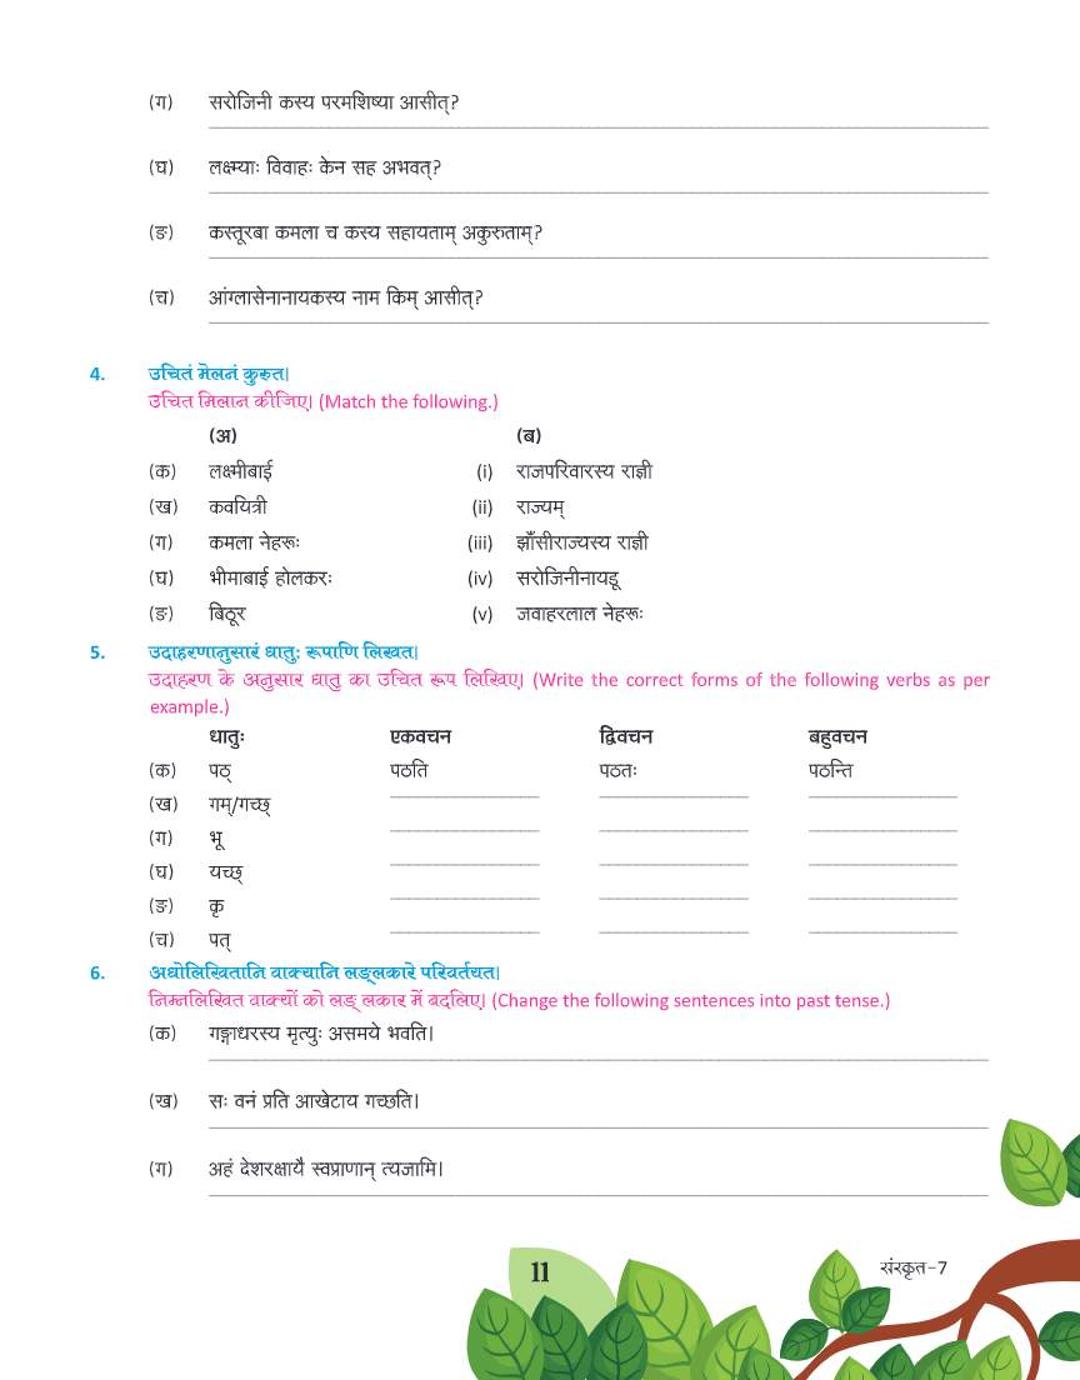 (ग) सरोजिनी कस्य परमशिष्या आसीत्?
(घ) लक्ष्म्याः विवाहः केन सह अभवत्?
(ङ) कस्तूरबा कमला च कस्य सहायताम् अकुरुताम्?
(च) आंग्लासेनानायकस्य नाम किम् आसीत्?
4. उचितं मेलनं कुरुत।
उचित मिलान कीजिए। (Match the following.)
(अ) (ब)
(क) लक्ष्मीबाई (i) राजपरिवारस्य राज्ञी
(ख) कवयित्री (ii) राज्यम्
(ग) कमला नेहरूः (iii) झाँसीराज्यस्य राज्ञी
(घ) भीमाबाई होलकरः (iv) सरोजिनीनायडू
(ङ) बिठूर (v) जवाहरलाल नेहरूः
5. उदाहरणानुसारं धातुः रूपाणि लिखत।
उदाहरण के अनुसार धातु का उचित रूप लिखिए। (Write the correct forms of the following verbs as per
example.)
धातुः एकवचन द्विवचन बहुवचन
(क) पठ् पठति पठतः पठन्ति
(ख) गम्/गच्छ्
(ग) भू
(घ) यच्छ्
(ङ) कृ
(च) पत्
6. अधोलिखितानि वाक्यानि लङ्लकारे परिवर्तयत।
निम्नलिखित वाक्यों को लङ् लकार में बदलिए। (Change the following sentences into past tense.)
(क) गङ्गाधरस्य मृत्युः असमये भवति।
(ख) सः वनं प्रति आखेटाय गच्छति।
(ग) अहं देशरक्षायै स्वप्राणान् त्यजामि।
11 संस्कृत-7